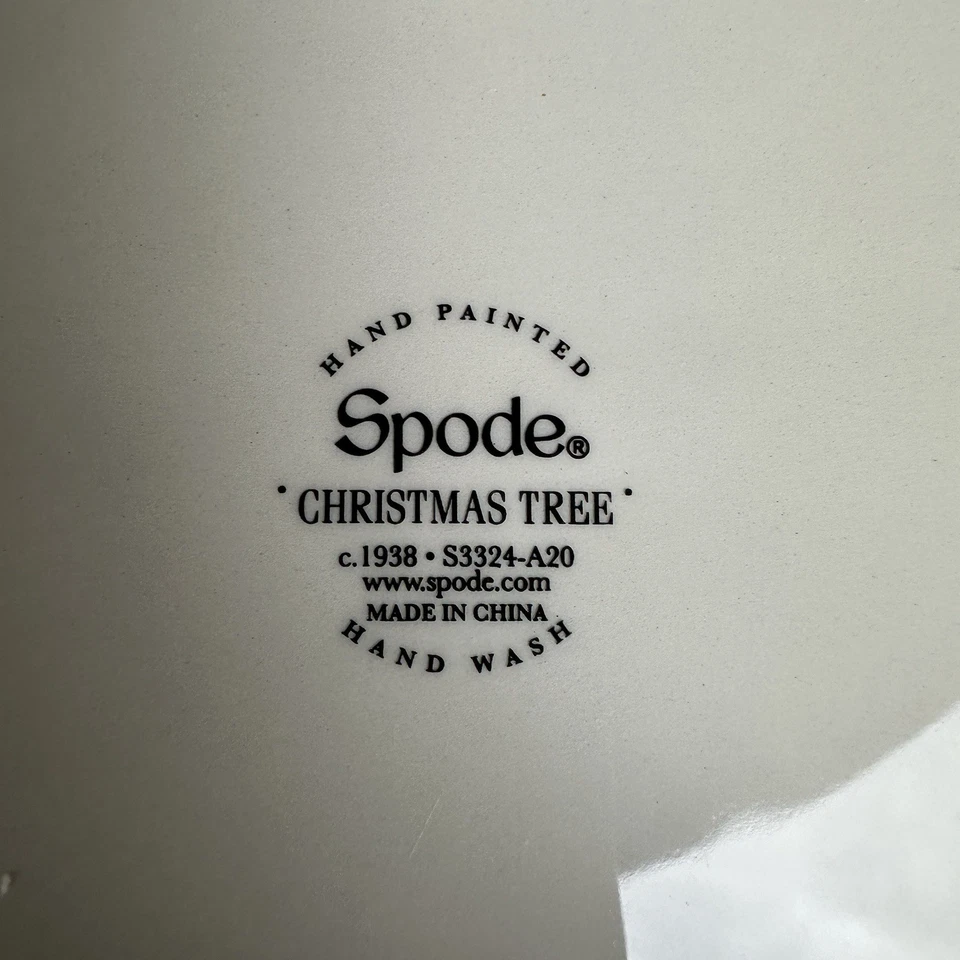 HAND PAINTED
Spode®
· CHRISTMAS TREE ·
c.1938 • S3324-A20
www.spode.com
MADE IN CHINA
HAND WASH